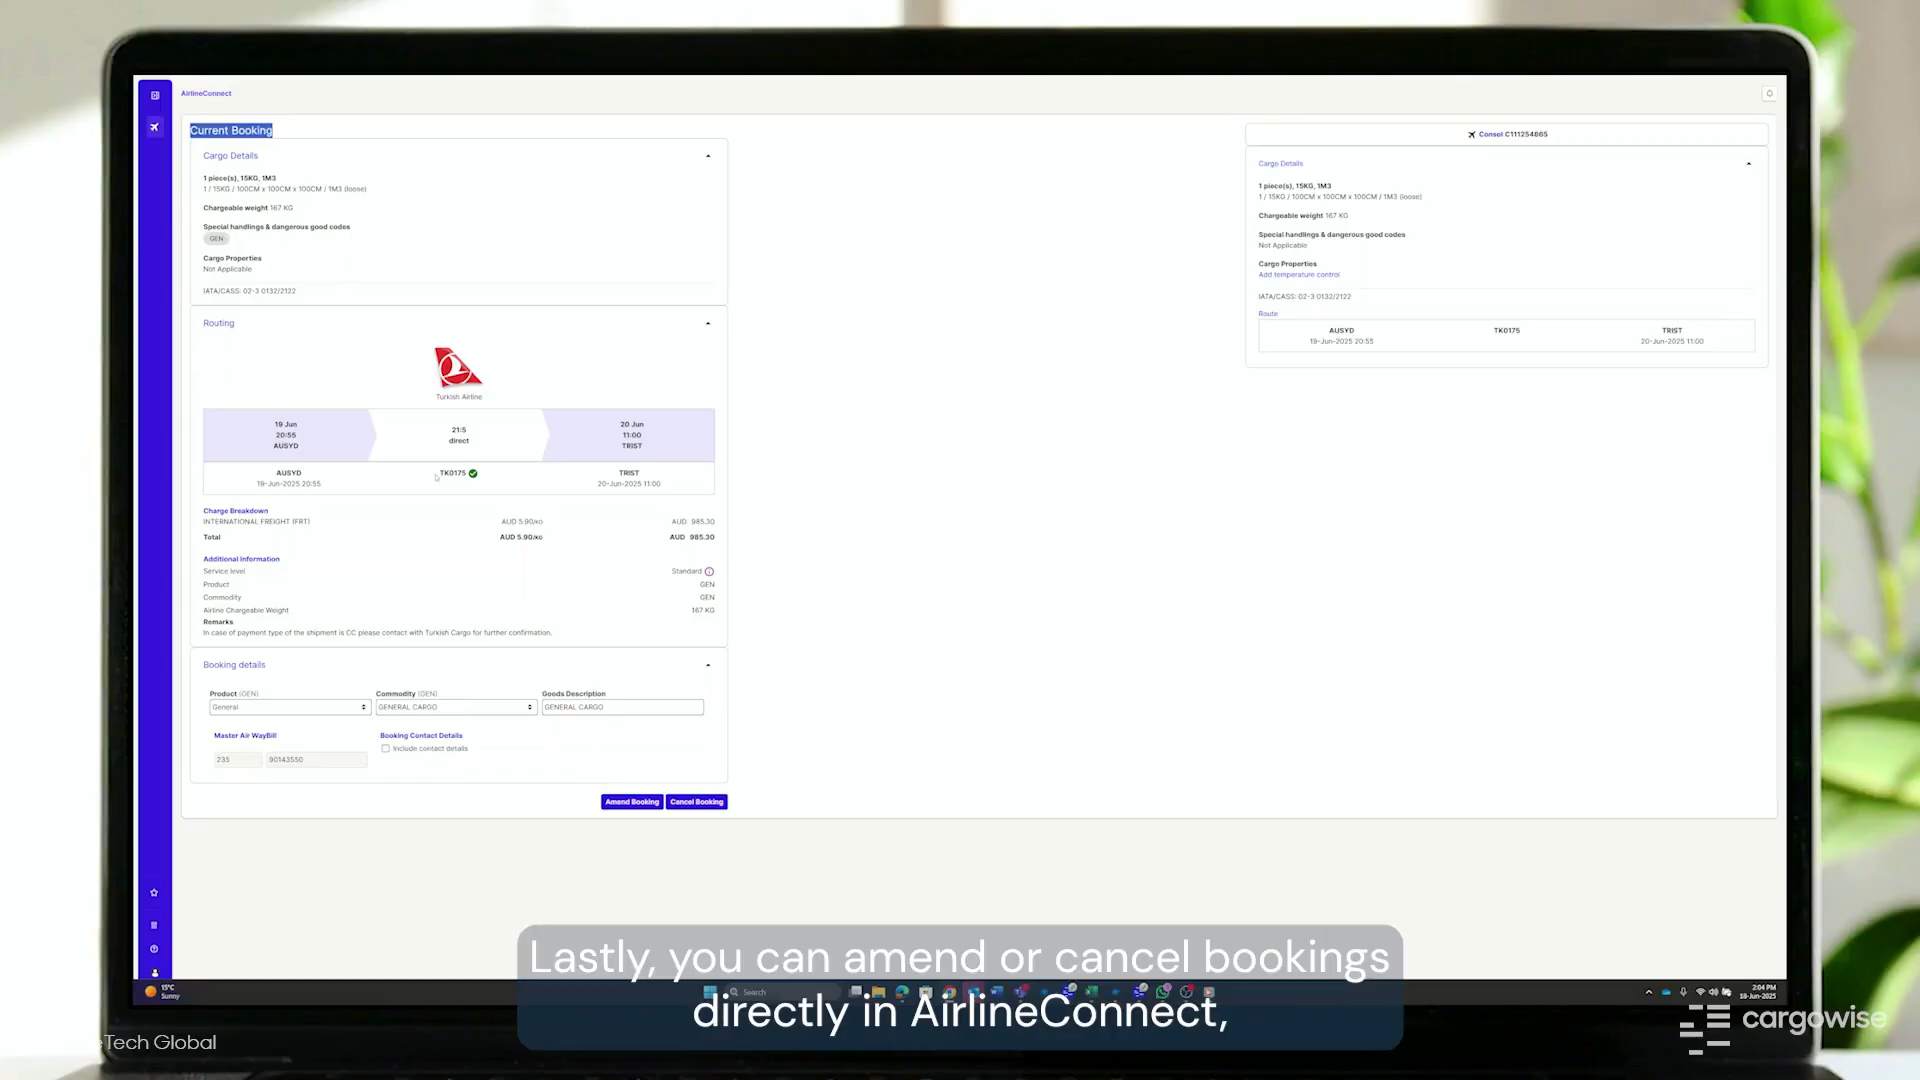 AirlineConnect
Current Booking
Cargo Details
1 piece(s), 15KG, 1M3
1 / 15KG / 100CM x 100CM x 100CM / 1M3 (loose)
Chargeable weight 167 KG
Special handlings & dangerous good codes
GEN
Cargo Properties
Not Applicable
IATA/CASS: 02-3 0132/2122
Routing
Turkish Airline
19 Jun
20:55
AUSYD
21:5
direct
20 Jun
11:00
TRIST
AUSYD TK0175 TRIST
19-Jun-2025 20:55 20-Jun-2025 11:00
Charge Breakdown
INTERNATIONAL FREIGHT (FRT) AUD 5.90/KG AUD 985.30
Total AUD 5.90/KG AUD 985.30
Additional Information
Service level Standard
Product GEN
Commodity GEN
Airline Chargeable Weight 167 KG
Remarks
In case of payment type of the shipment is CC please contact with Turkish Cargo for further confirmation.
Booking details
Product (GEN) Commodity (GEN) Goods Description
General GENERAL CARGO GENERAL CARGO
Master Air WayBill Booking Contact Details
Include contact details
235 90143550
Amend Booking Cancel Booking
Consol C111254865
Cargo Details
1 piece(s), 15KG, 1M3
1 / 15KG / 100CM x 100CM x 100CM / 1M3 (loose)
Chargeable weight 167 KG
Special handlings & dangerous good codes
Not Applicable
Cargo Properties
Add temperature control
IATA/CASS: 02-3 0132/2122
Route
AUSYD TK0175 TRIST
19-Jun-2025 20:55 20-Jun-2025 11:00
Lastly, you can amend or cancel bookings
directly in AirlineConnect,
15°C
Sunny
Search
2:04 PM
18-Jun-2025
eTech Global
cargowise